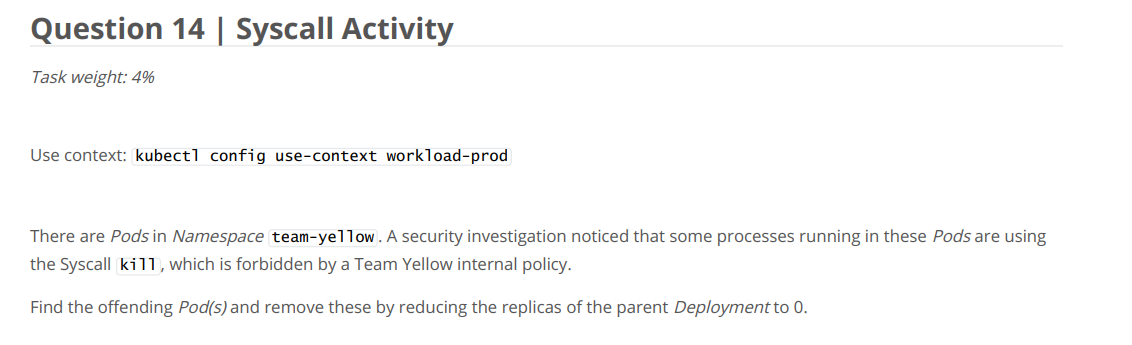 Question 14 | Syscall Activity
Task weight: 4%
Use context: kubectl config use-context workload-prod
There are Pods in Namespace team-yellow. A security investigation noticed that some processes running in these Pods are using
the Syscall kill, which is forbidden by a Team Yellow internal policy.
Find the offending Pod(s) and remove these by reducing the replicas of the parent Deployment to 0.